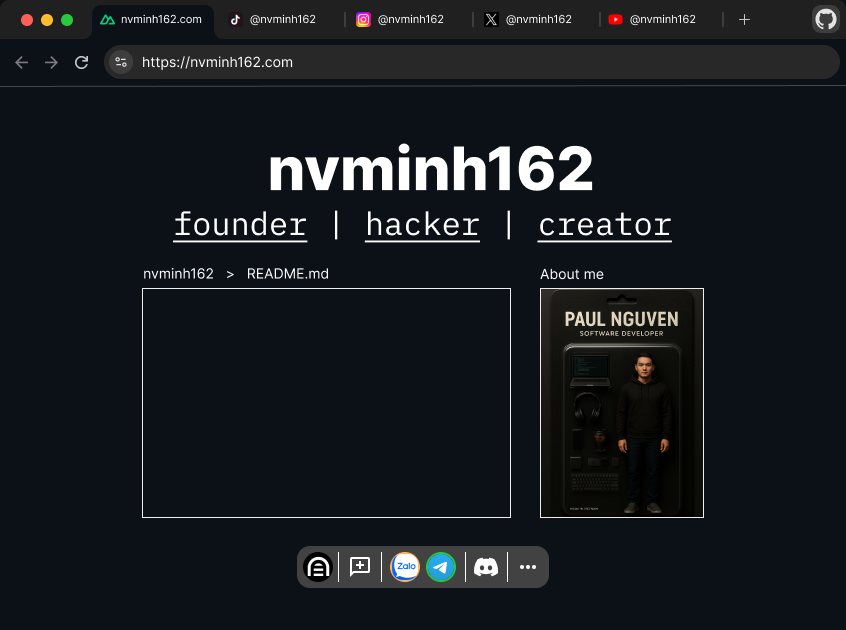 nvminh162.com @nvminh162 @nvminh162 @nvminh162 @nvminh162
https://nvminh162.com
nvminh162
founder | hacker | creator
nvminh162 > README.md
About me
PAUL NGUVEN
SOFTWARE DEVELOPER
Zalo